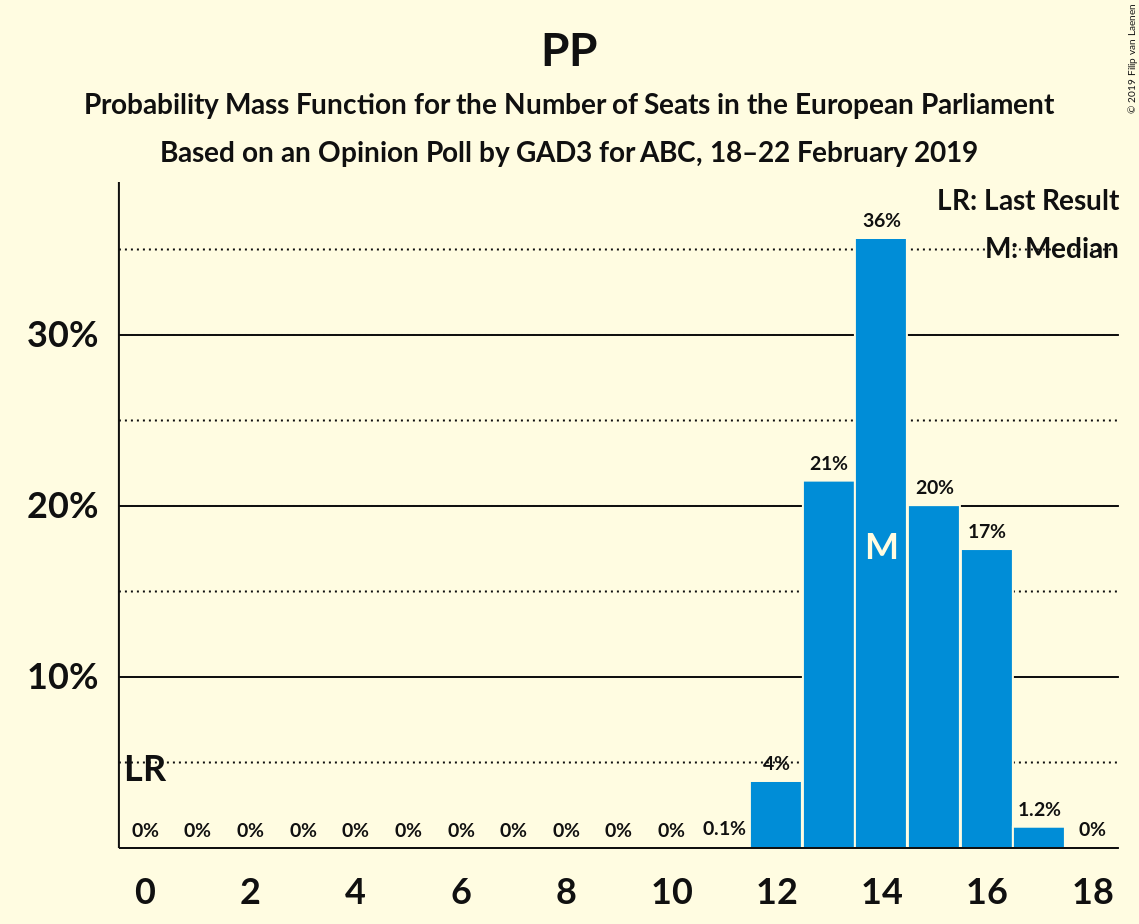 PP
Probability Mass Function for the Number of Seats in the European Parliament
Based on an Opinion Poll by GAD3 for ABC, 18–22 February 2019
© 2019 Filip van Laenen
LR: Last Result
M: Median
36%
30%
21%
20%
20%
17%
M
10%
LR
4%
0% 0% 0% 0% 0% 0% 0% 0% 0% 0% 0% 0.1% 1.2% 0%
0 2 4 6 8 10 12 14 16 18